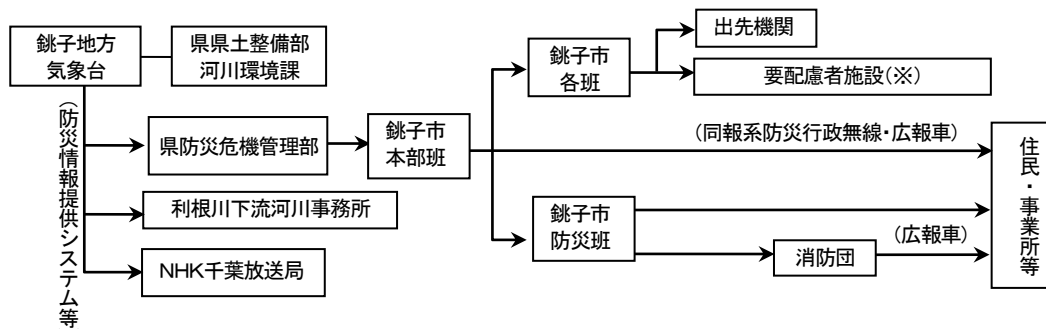 銚子地方
気象台
県県土整備部
河川環境課
(防災情報提供システム等
県防災危機管理部
利根川下流河川事務所
NHK千葉放送局
銚子市
本部班
銚子市
各班
出先機関
要配慮者施設(※)
(同報系防災行政無線・広報車)
銚子市
防災班
消防団
(広報車)
住民・事業所等